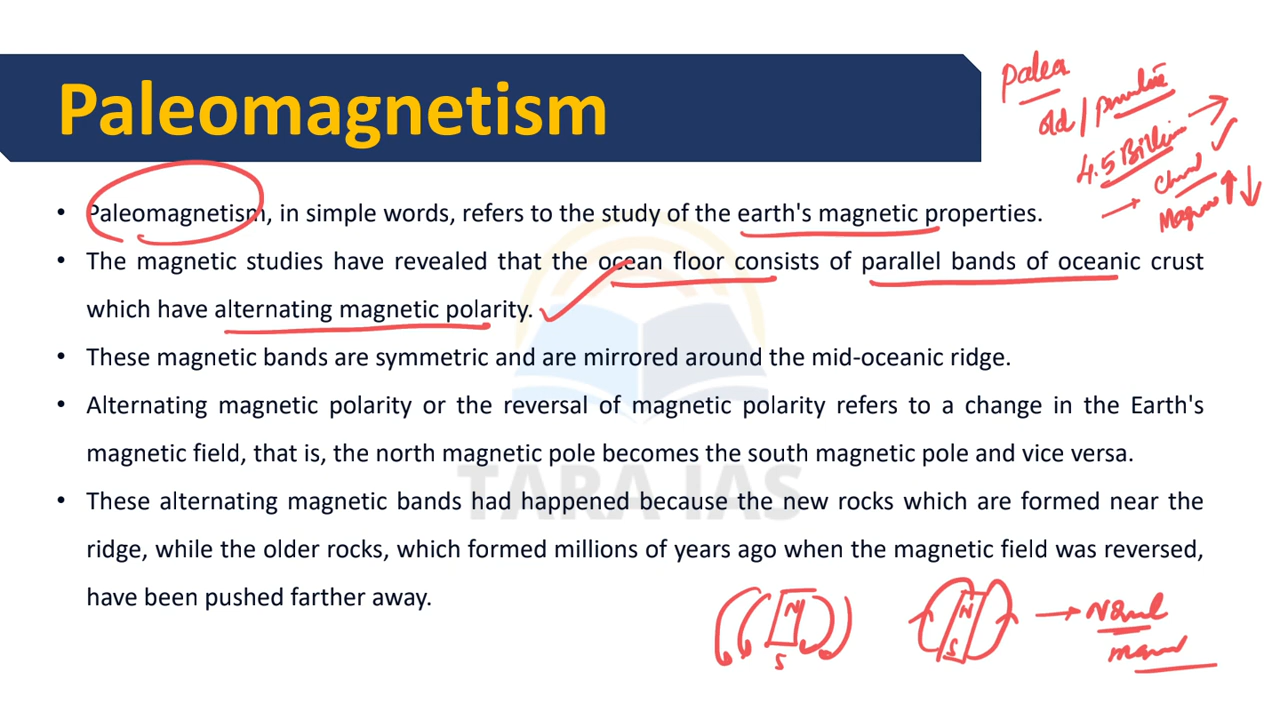 Paleomagnetism
Palea
old / 
4.5 Billion
• Paleomagnetism, in simple words, refers to the study of the earth's magnetic properties.
• The magnetic studies have revealed that the ocean floor consists of parallel bands of oceanic crust
which have alternating magnetic polarity.
• These magnetic bands are symmetric and are mirrored around the mid-oceanic ridge.
• Alternating magnetic polarity or the reversal of magnetic polarity refers to a change in the Earth's
magnetic field, that is, the north magnetic pole becomes the south magnetic pole and vice versa.
• These alternating magnetic bands had happened because the new rocks which are formed near the
ridge, while the older rocks, which formed millions of years ago when the magnetic field was reversed,
have been pushed farther away.
TARA IAS
N
S
N
S